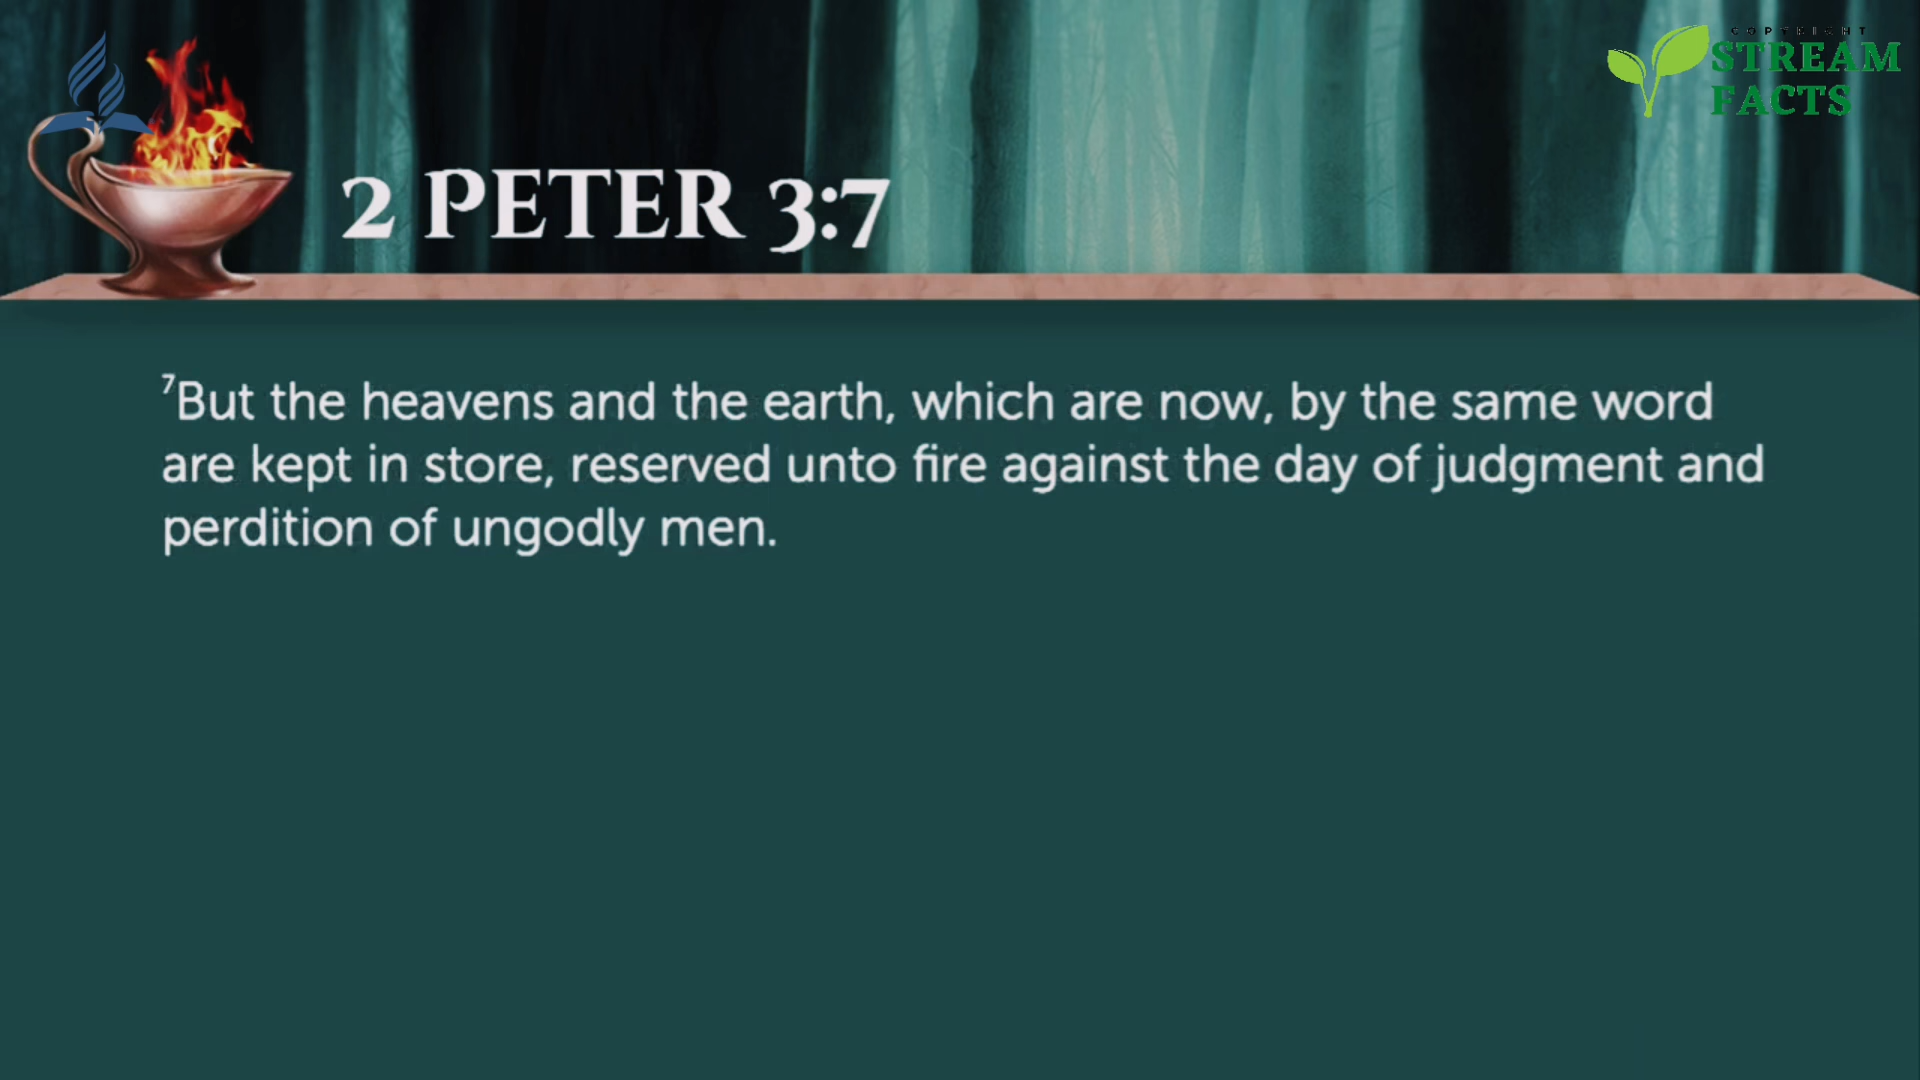 COPYRIGHT
STREAM
FACTS
2 PETER 3:7
⁷But the heavens and the earth, which are now, by the same word
are kept in store, reserved unto fire against the day of judgment and
perdition of ungodly men.